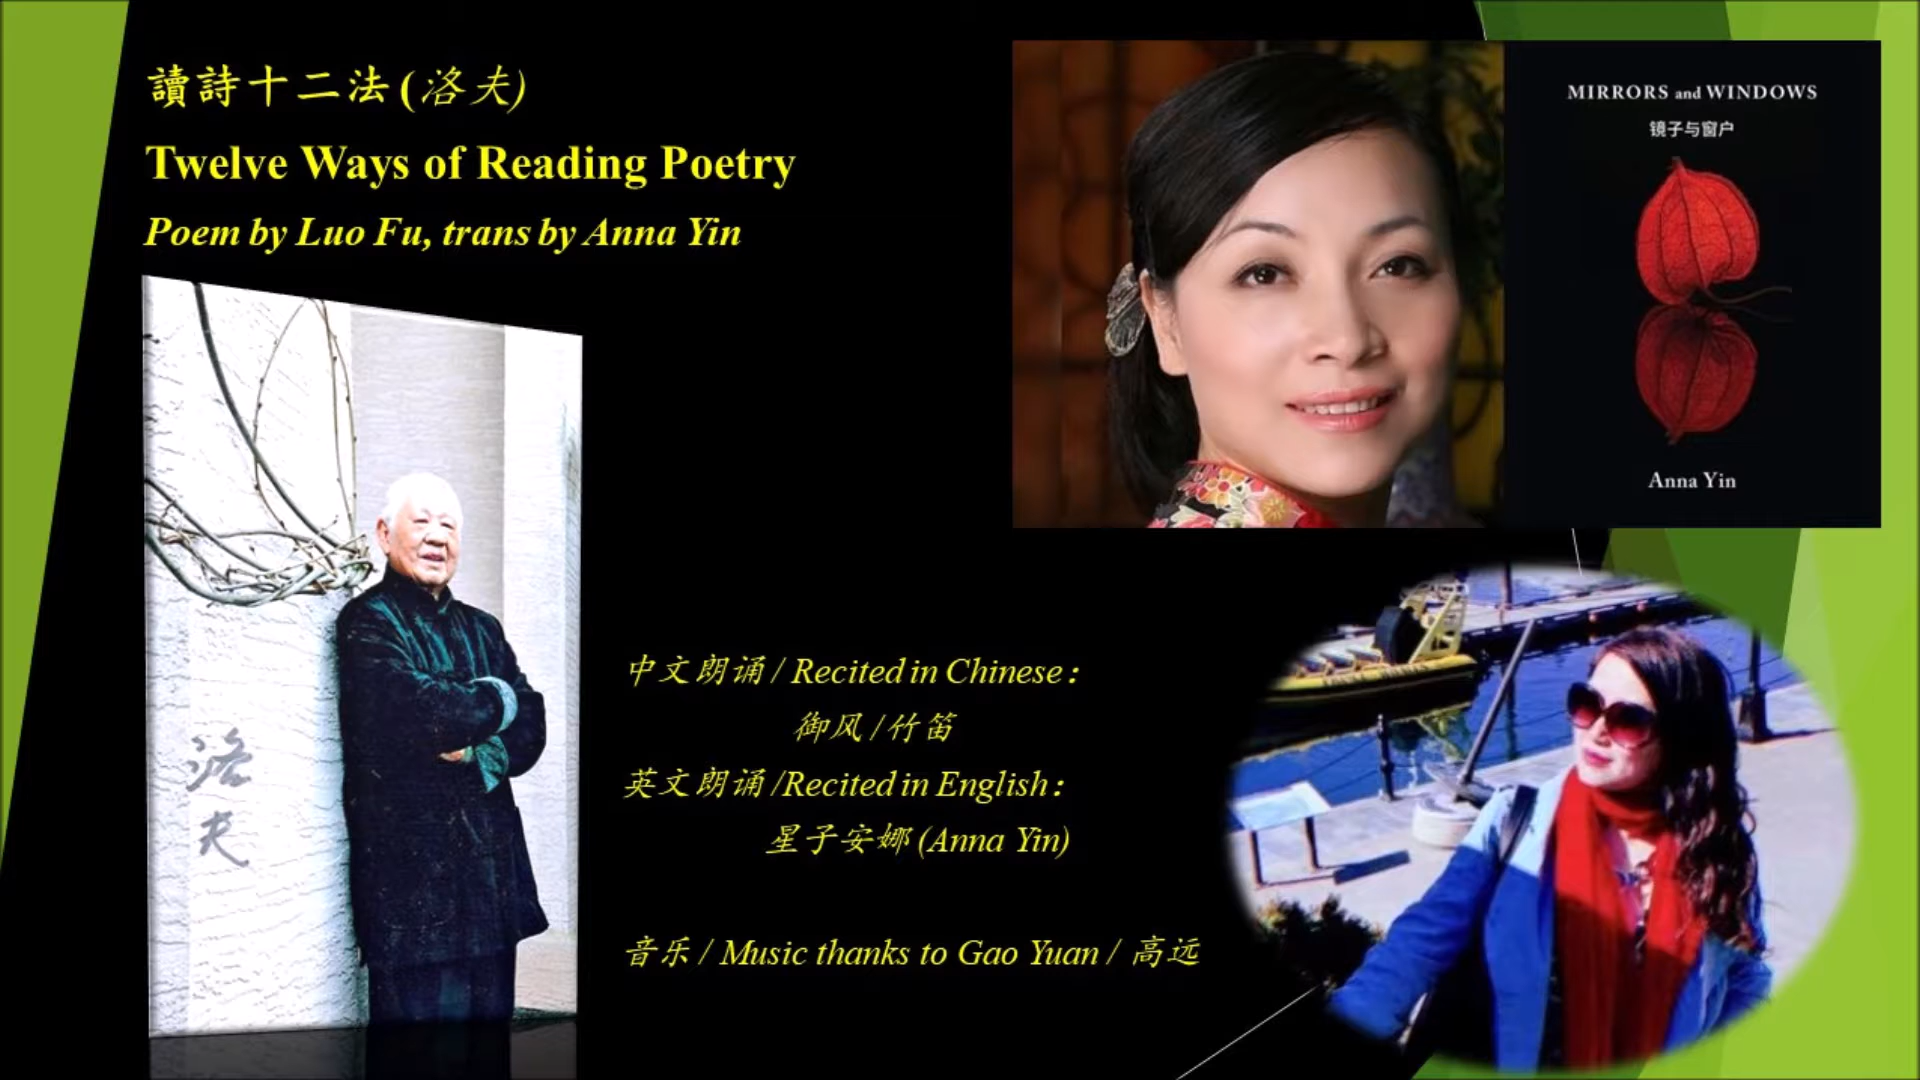 讀詩十二法 (洛夫)
Twelve Ways of Reading Poetry
Poem by Luo Fu, trans by Anna Yin
MIRRORS and WINDOWS
镜子与窗户
Anna Yin
洛夫
中文朗诵 / Recited in Chinese :
御风 / 竹笛
英文朗诵 /Recited in English :
星子安娜 (Anna Yin)
音乐 / Music thanks to Gao Yuan / 高远